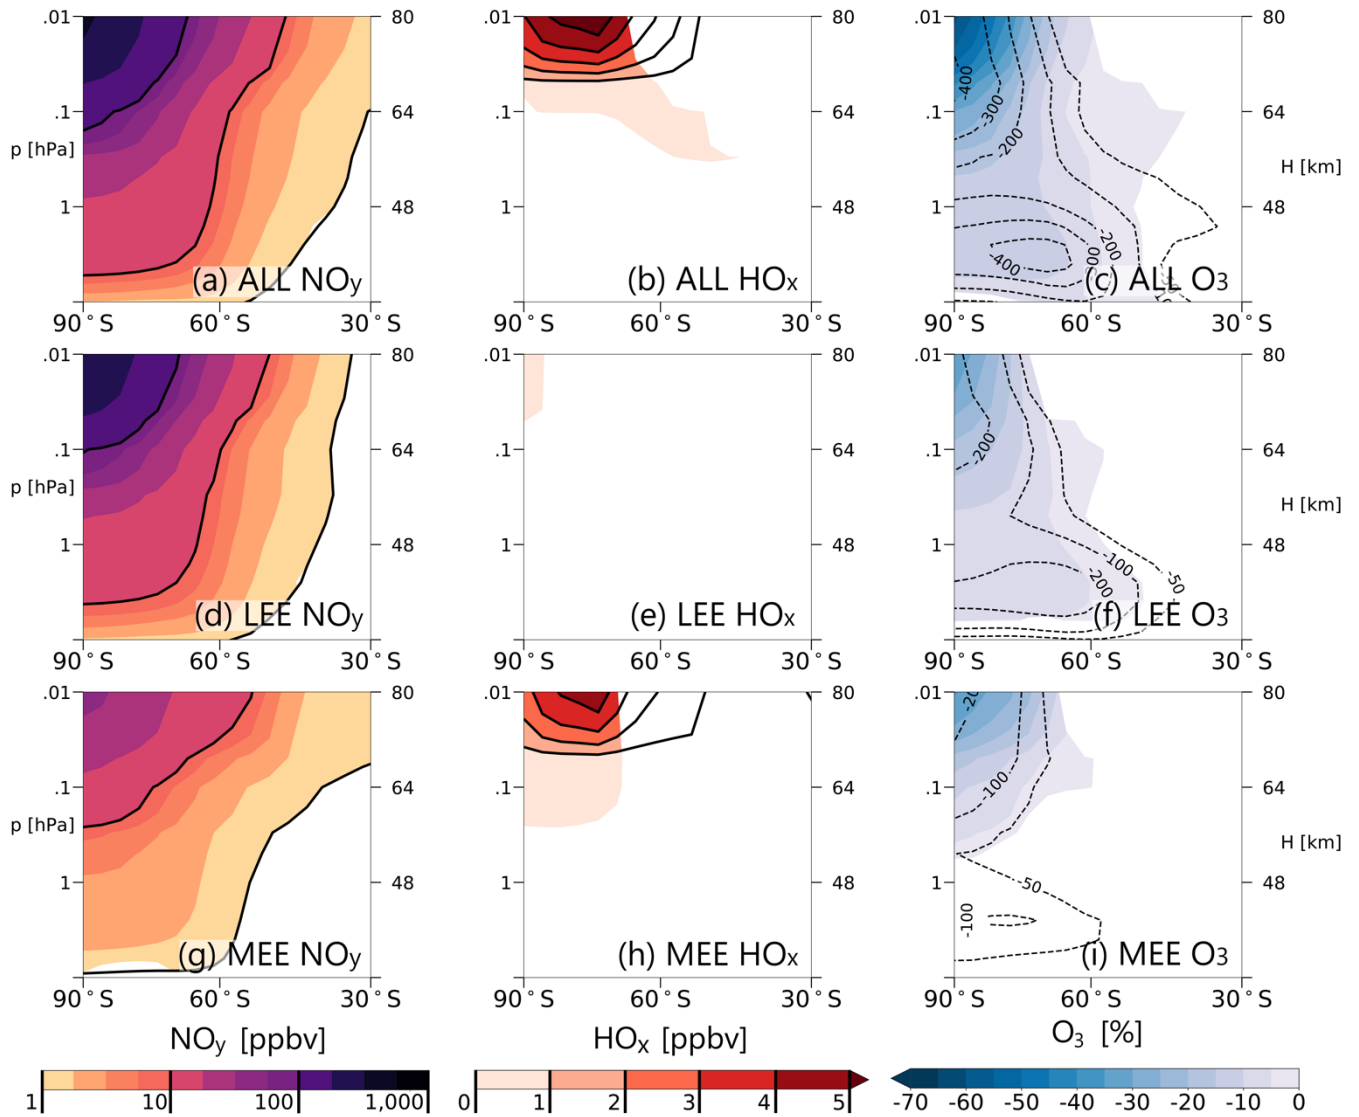 .01 80 .01 80 .01 80
-400
-300
-200
.1 64 .1 64 .1 64
p [hPa] H [km]
1 48 1 48 1 48
-200
-400
(a) ALL NOy (b) ALL HOx (c) ALL O3
90°S 60°S 30°S 90°S 60°S 30°S 90°S 60°S 30°S
.01 80 .01 80 .01 80
-200
.1 64 .1 64 .1 64
p [hPa] H [km]
1 48 1 48 1 48
-100 -50
-200
(d) LEE NOy (e) LEE HOx (f) LEE O3
90°S 60°S 30°S 90°S 60°S 30°S 90°S 60°S 30°S
.01 80 .01 80 .01 80
-100
.1 64 .1 64 .1 64
p [hPa] H [km]
1 48 1 48 1 48
-50
-100
(g) MEE NOy (h) MEE HOx (i) MEE O3
90°S 60°S 30°S 90°S 60°S 30°S 90°S 60°S 30°S
NOy [ppbv] HOx [ppbv] O3 [%]
1 10 100 1,000 0 1 2 3 4 5 -70 -60 -50 -40 -30 -20 -10 0